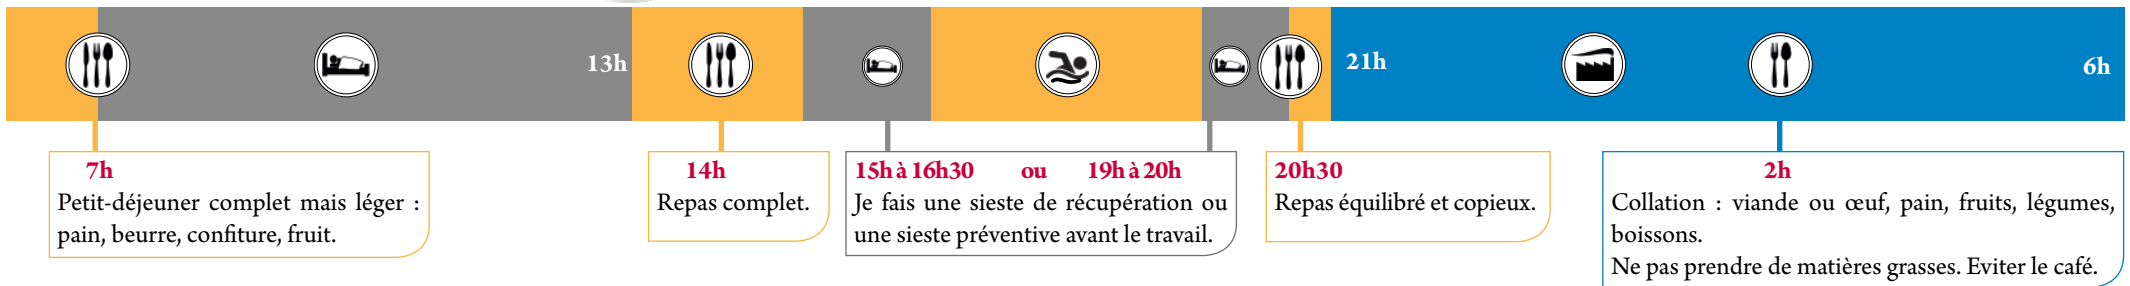 13h
21h
6h
7h
Petit-déjeuner complet mais léger :
pain, beurre, confiture, fruit.
14h
Repas complet.
15h à 16h30 ou 19h à 20h
Je fais une sieste de récupération ou
une sieste préventive avant le travail.
20h30
Repas équilibré et copieux.
2h
Collation : viande ou œuf, pain, fruits, légumes,
boissons.
Ne pas prendre de matières grasses. Eviter le café.